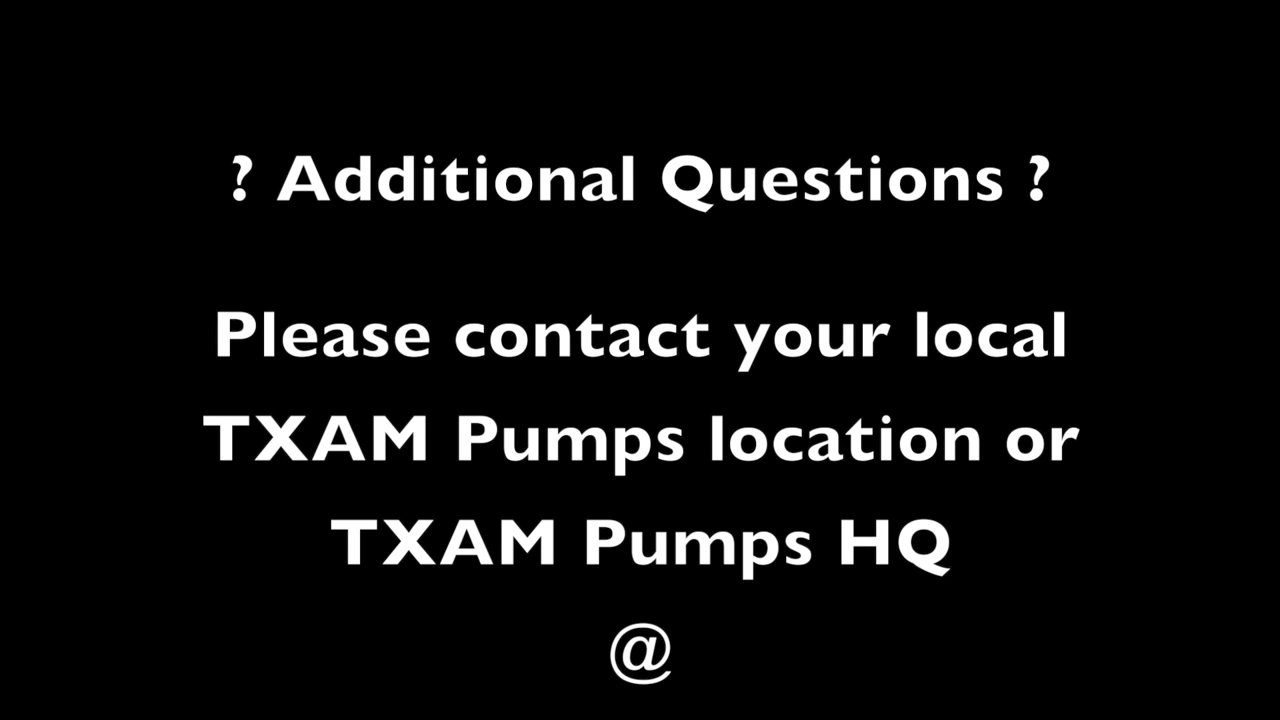 ? Additional Questions ?
Please contact your local
TXAM Pumps location or
TXAM Pumps HQ
@